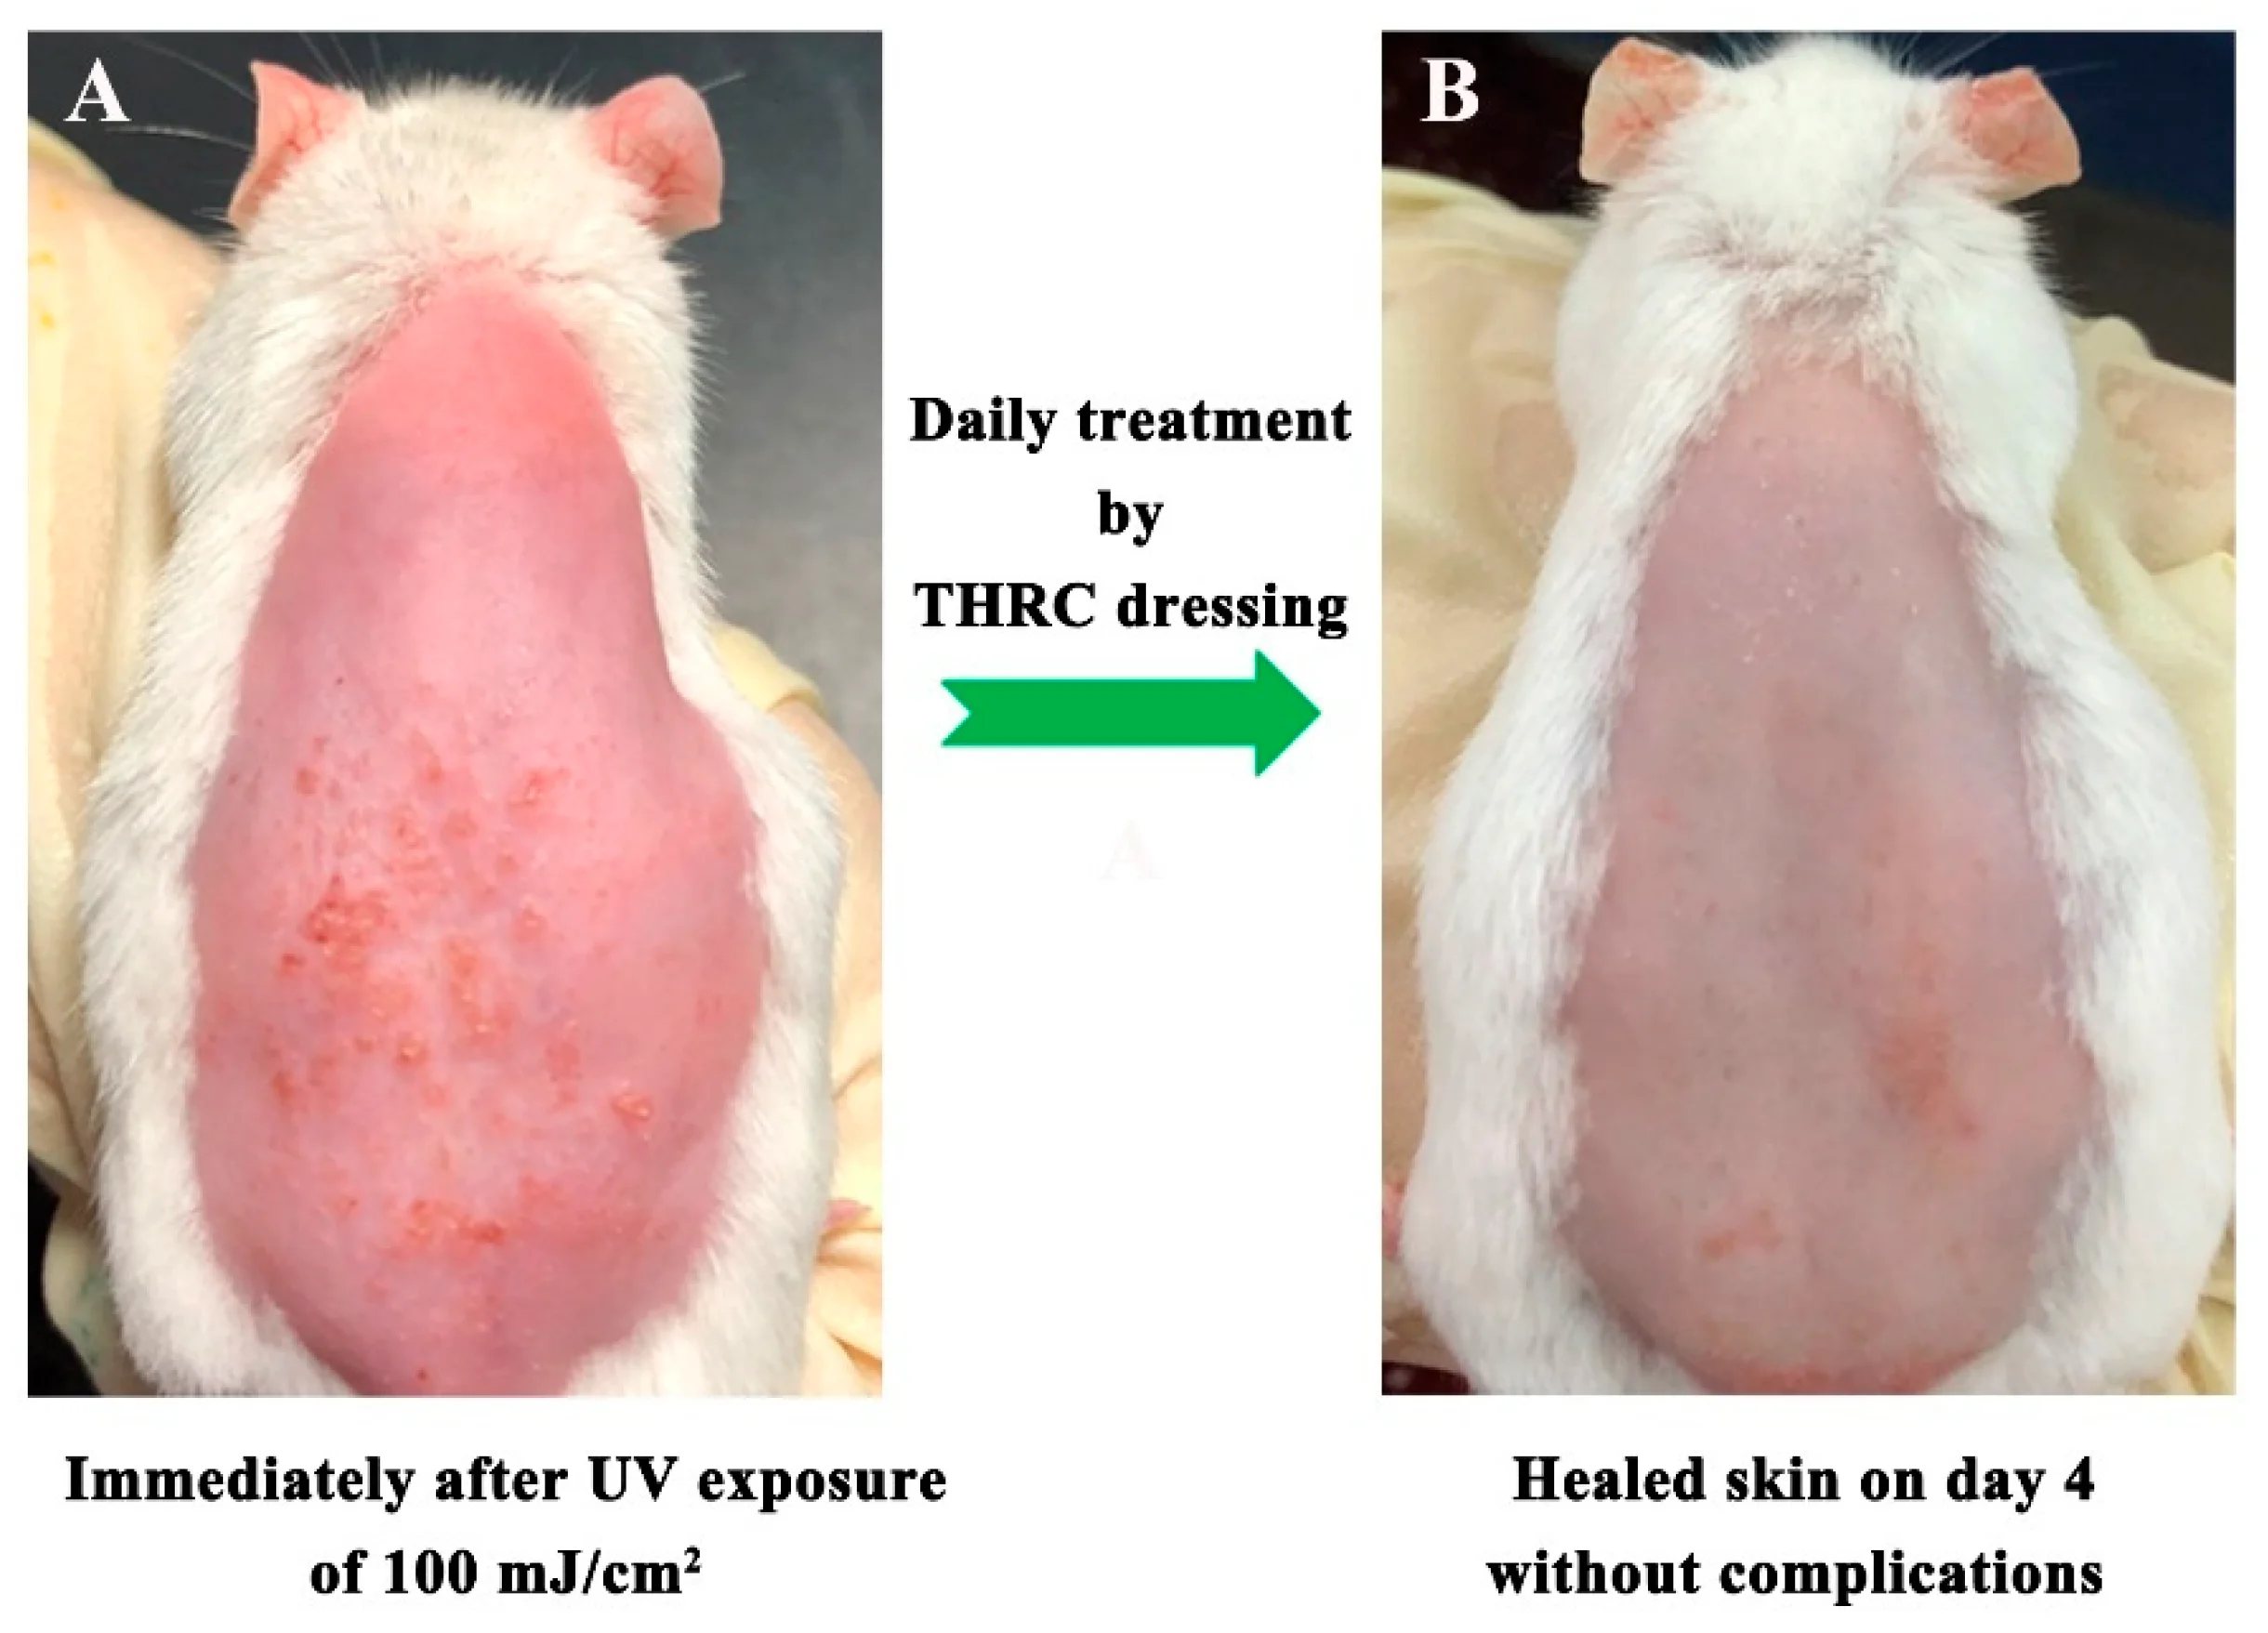 A
B
Daily treatment
by
THRC dressing
A
Immediately after UV exposure
of 100 mJ/cm²
Healed skin on day 4
without complications